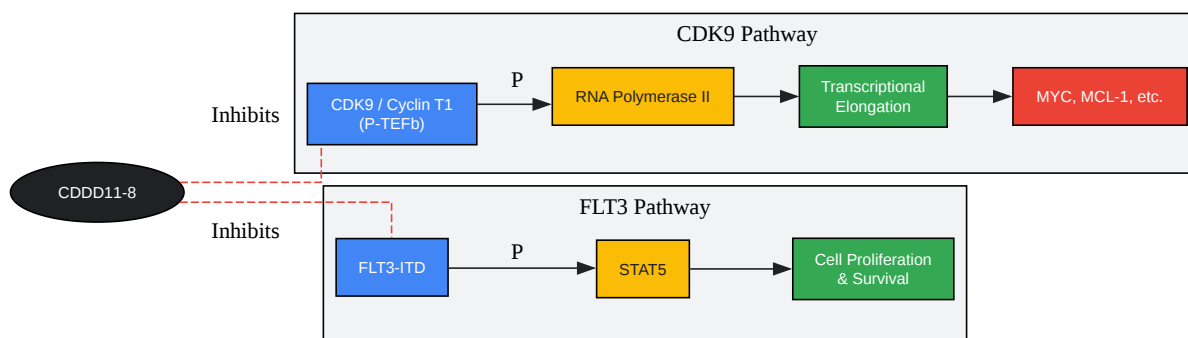 CDK9 Pathway
Inhibits
CDK9 / Cyclin T1
(P-TEFb)
P
RNA Polymerase II
Transcriptional
Elongation
MYC, MCL-1, etc.
CDDD11-8
FLT3 Pathway
Inhibits
FLT3-ITD
P
STAT5
Cell Proliferation
& Survival